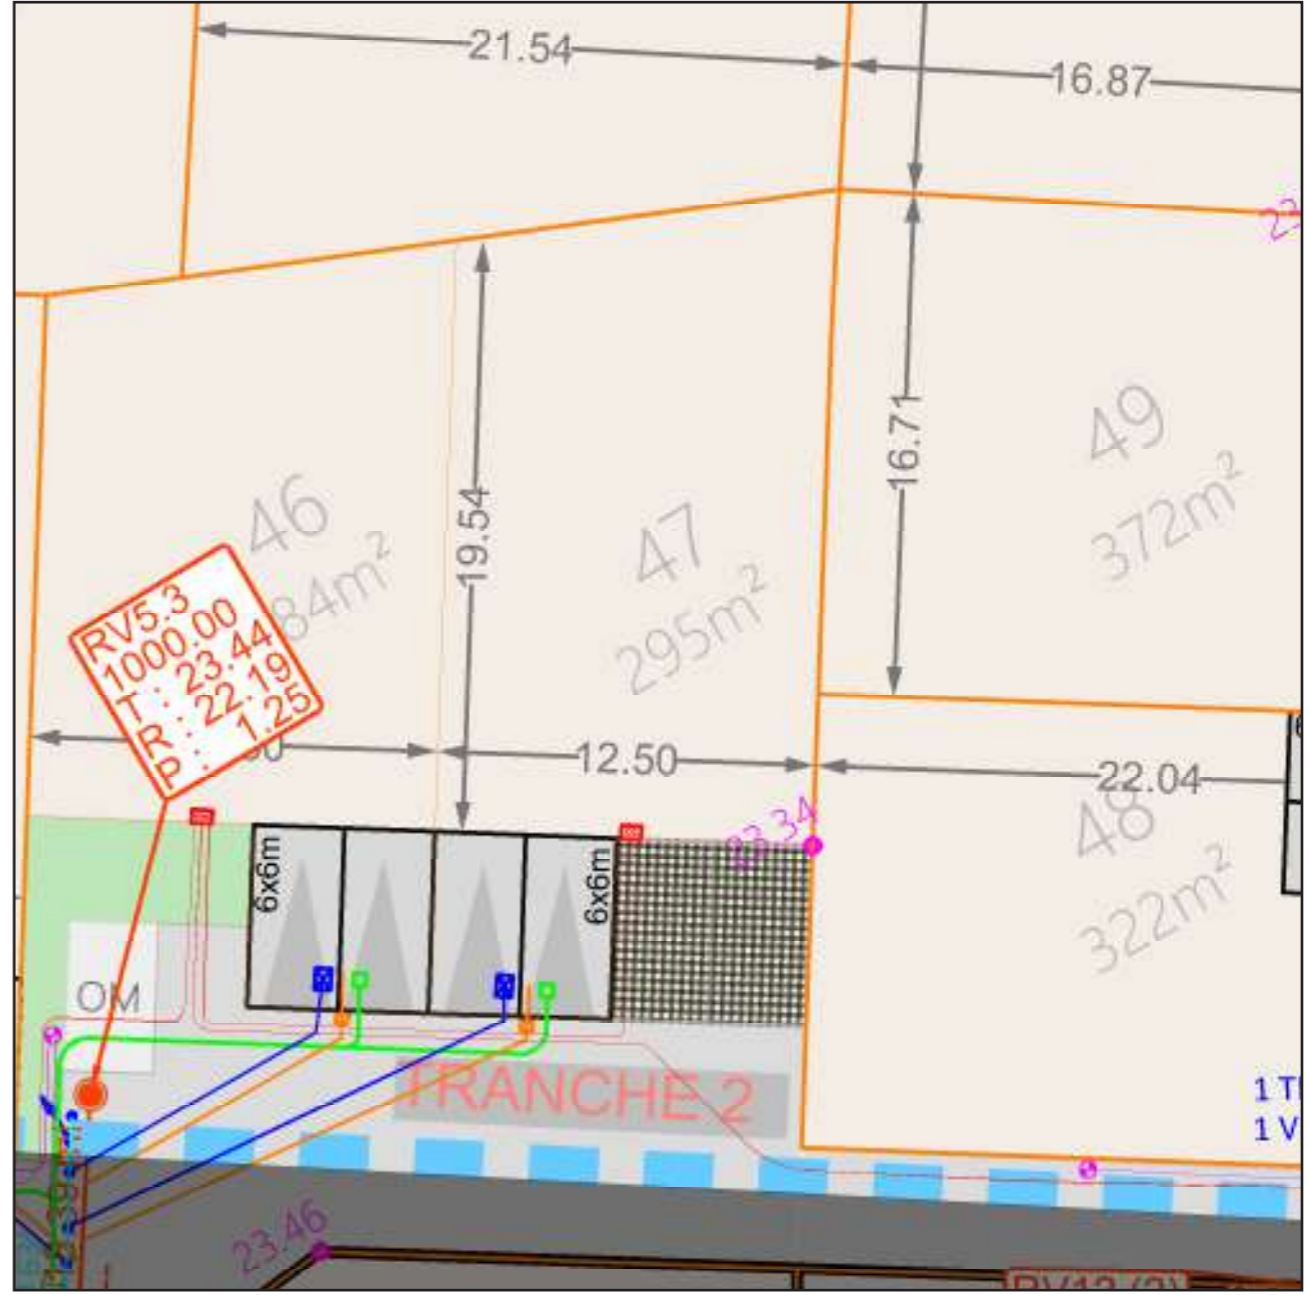 21.54
16.87
16.71
49
372m²
46
84m²
19.54
47
295m²
RV5.3
1000.00
T : 23.44
R : 22.19
P : 1.25
12.50
22.04
23.34
48
322m²
6x6m
6x6m
OM
TRANCHE 2
23.46